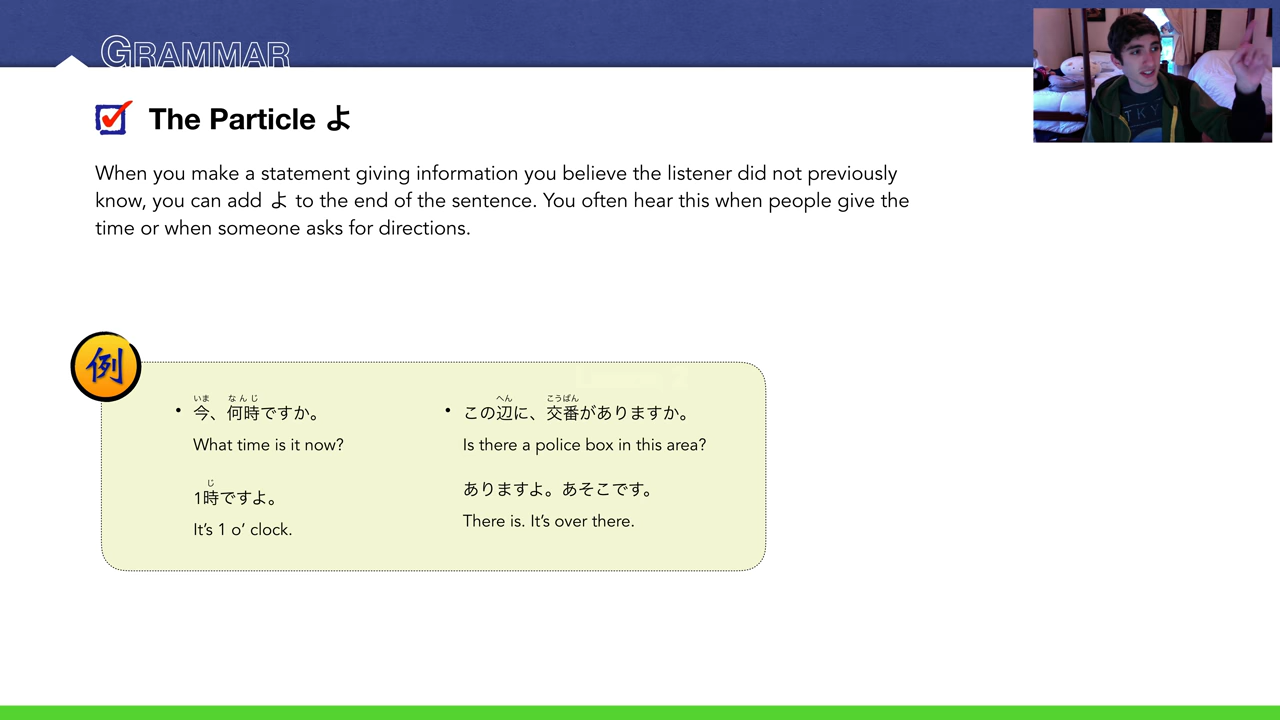 GRAMMAR
The Particle よ
When you make a statement giving information you believe the listener did not previously
know, you can add よ to the end of the sentence. You often hear this when people give the
time or when someone asks for directions.
例
いま なんじ
今、何時ですか。
What time is it now?
じ
1時ですよ。
It's 1 o' clock.
へん こうばん
この辺に、交番がありますか。
Is there a police box in this area?
ありますよ。あそこです。
There is. It's over there.
TKY